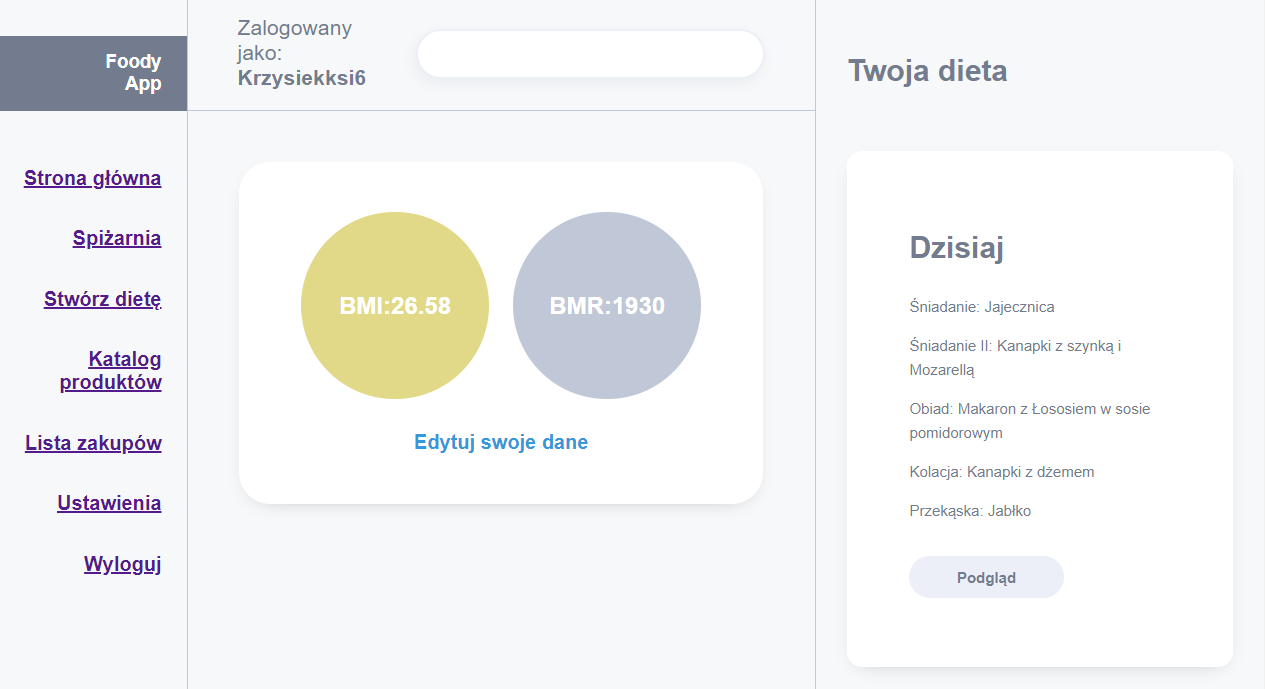 Foody
App
Strona główna
Spiżarnia
Stwórz dietę
Katalog
produktów
Lista zakupów
Ustawienia
Wyloguj
Zalogowany
jako:
Krzysiekksi6
BMI:26.58
BMR:1930
Edytuj swoje dane
Twoja dieta
Dzisiaj
Śniadanie: Jajecznica
Śniadanie II: Kanapki z szynką i
Mozarellą
Obiad: Makaron z Łososiem w sosie
pomidorowym
Kolacja: Kanapki z dżemem
Przekąska: Jabłko
Podgląd